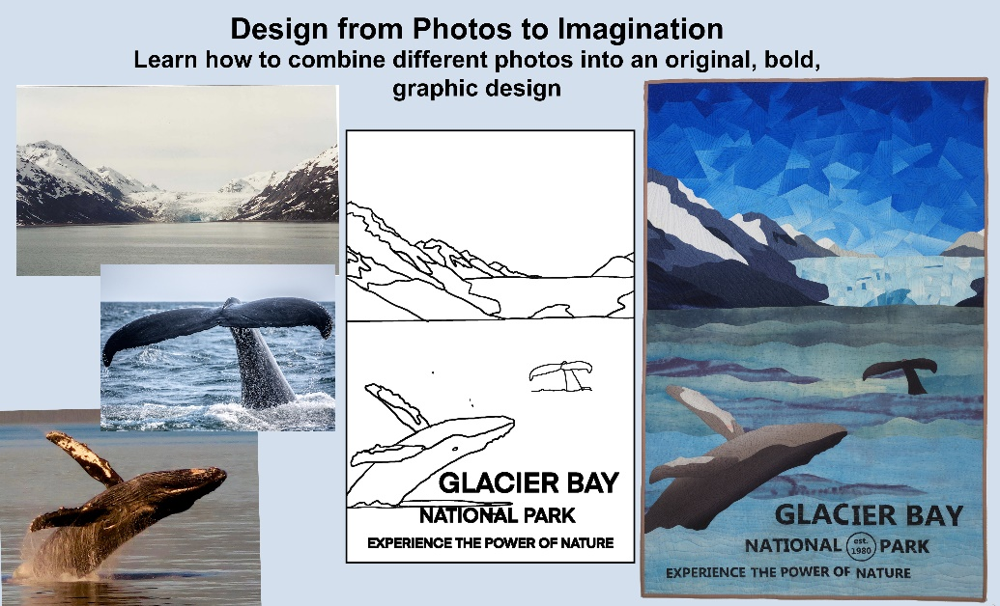 Design from Photos to Imagination
Learn how to combine different photos into an original, bold,
graphic design
GLACIER BAY
NATIONAL PARK
EXPERIENCE THE POWER OF NATURE
GLACIER BAY
NATIONAL est. 1980 PARK
EXPERIENCE THE POWER OF NATURE